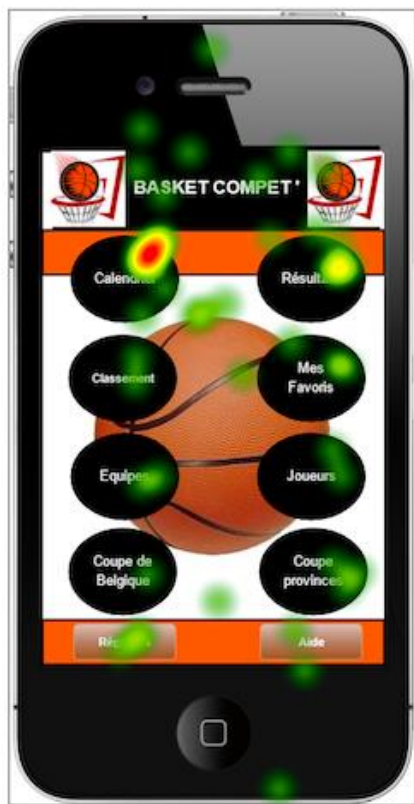 BASKET COMPET'
Calendrier
Résultats
Classement
Mes
Favoris
Equipes
Joueurs
Coupe de
Belgique
Coupe
provinces
Aide